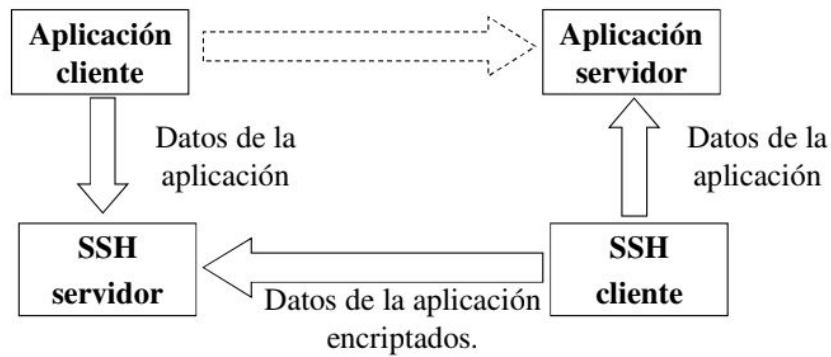 Aplicación
cliente
Aplicación
servidor
Datos de la
aplicación
Datos de la
aplicación
SSH
servidor
SSH
cliente
Datos de la aplicación
encriptados.